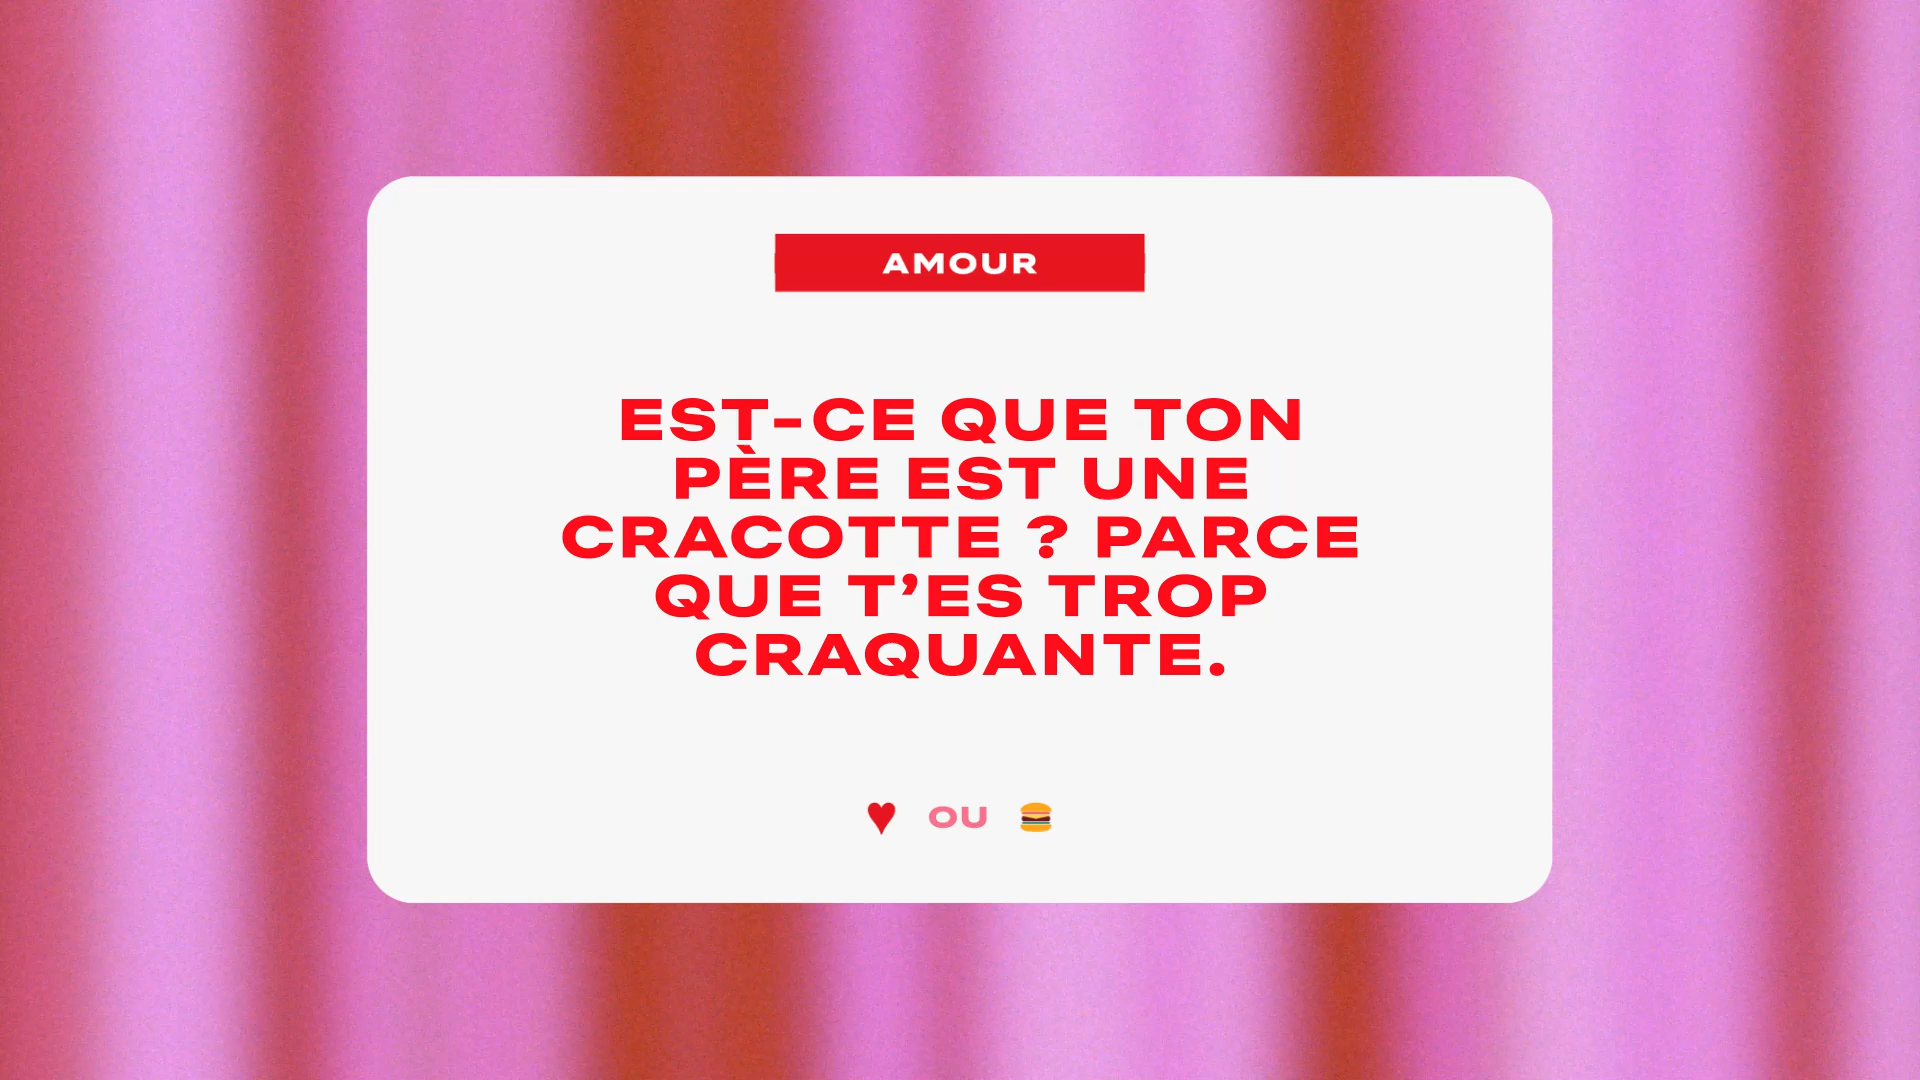 AMOUR
EST-CE QUE TON
PÈRE EST UNE
CRACOTTE ? PARCE
QUE T’ES TROP
CRAQUANTE.
♥ OU 🍔